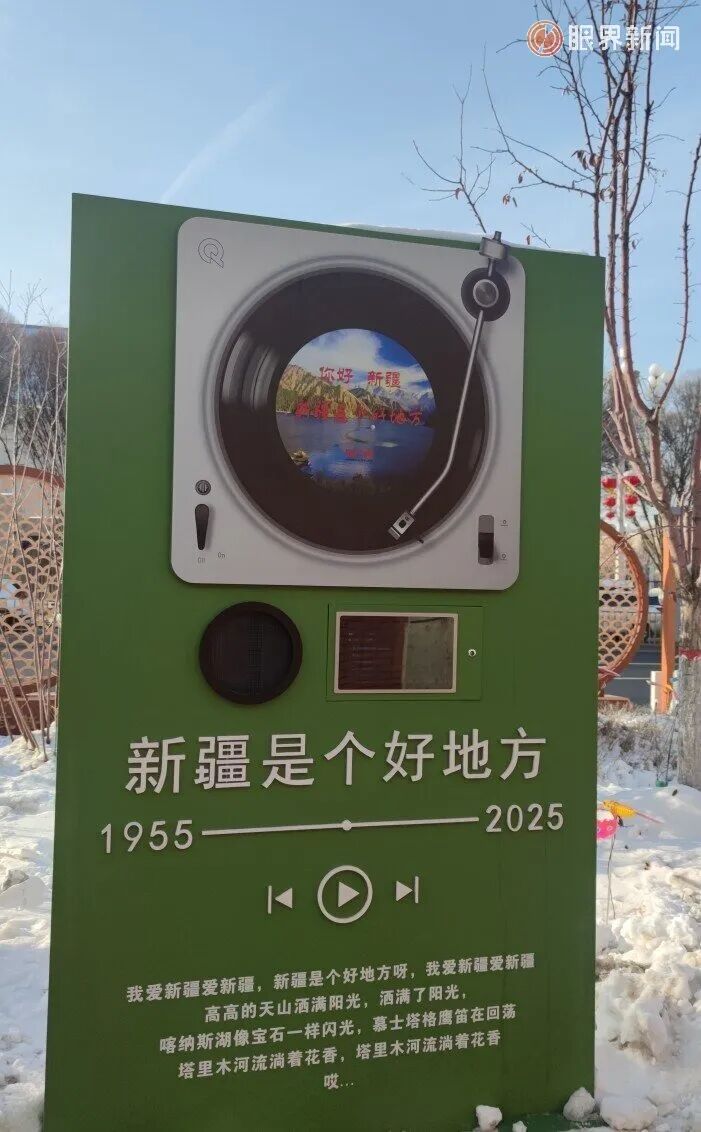 眼界新闻
你好 新疆
新疆是个好地方
Off
On
新疆是个好地方
1955
2025
我爱新疆爱新疆，新疆是个好地方呀，我爱新疆爱新疆
高高的天山洒满阳光，洒满了阳光，
喀纳斯湖像宝石一样闪光，慕士塔格鹰笛在回荡
塔里木河流淌着花香，塔里木河流淌着花香
哎...